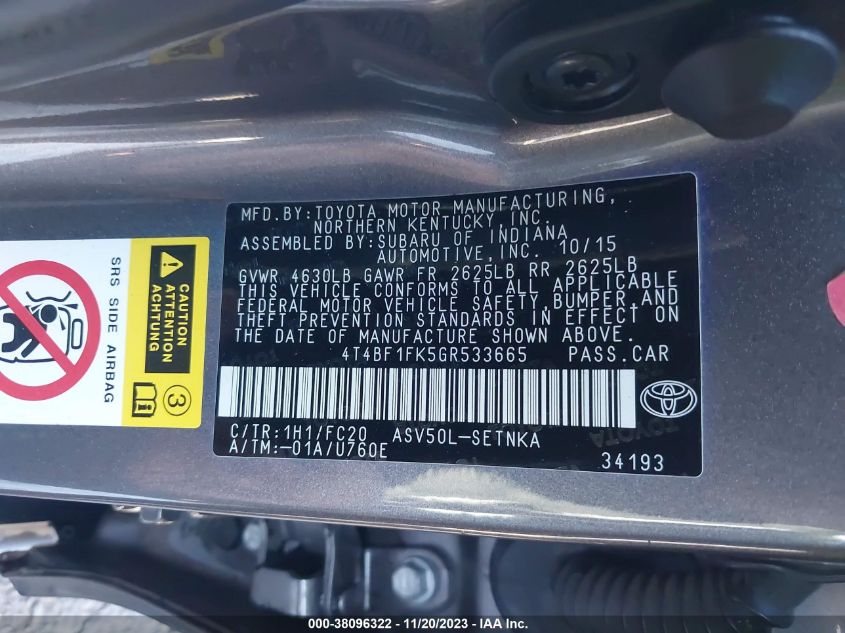 MFD.BY:TOYOTA MOTOR MANUFACTURING,
NORTHERN KENTUCKY, INC.
ASSEMBLED BY:SUBARU OF INDIANA
AUTOMOTIVE, INC. 10/15
GVWR 4630LB GAWR FR 2625LB RR 2625LB
THIS VEHICLE CONFORMS TO ALL APPLICABLE
FEDERAL MOTOR VEHICLE SAFETY, BUMPER,AND
THEFT PREVENTION STANDARDS IN EFFECT ON
THE DATE OF MANUFACTURE SHOWN ABOVE.
4T4BF1FK5GR533665 PASS.CAR
C/TR:1H1/FC20 ASV50L-SETNKA
A/TM:-01A/U760E
34193
TOYOTA
CAUTION
ATTENTION
ACHTUNG
SRS SIDE AIRBAG
3
000-38096322 — 11/20/2023 — IAA Inc.